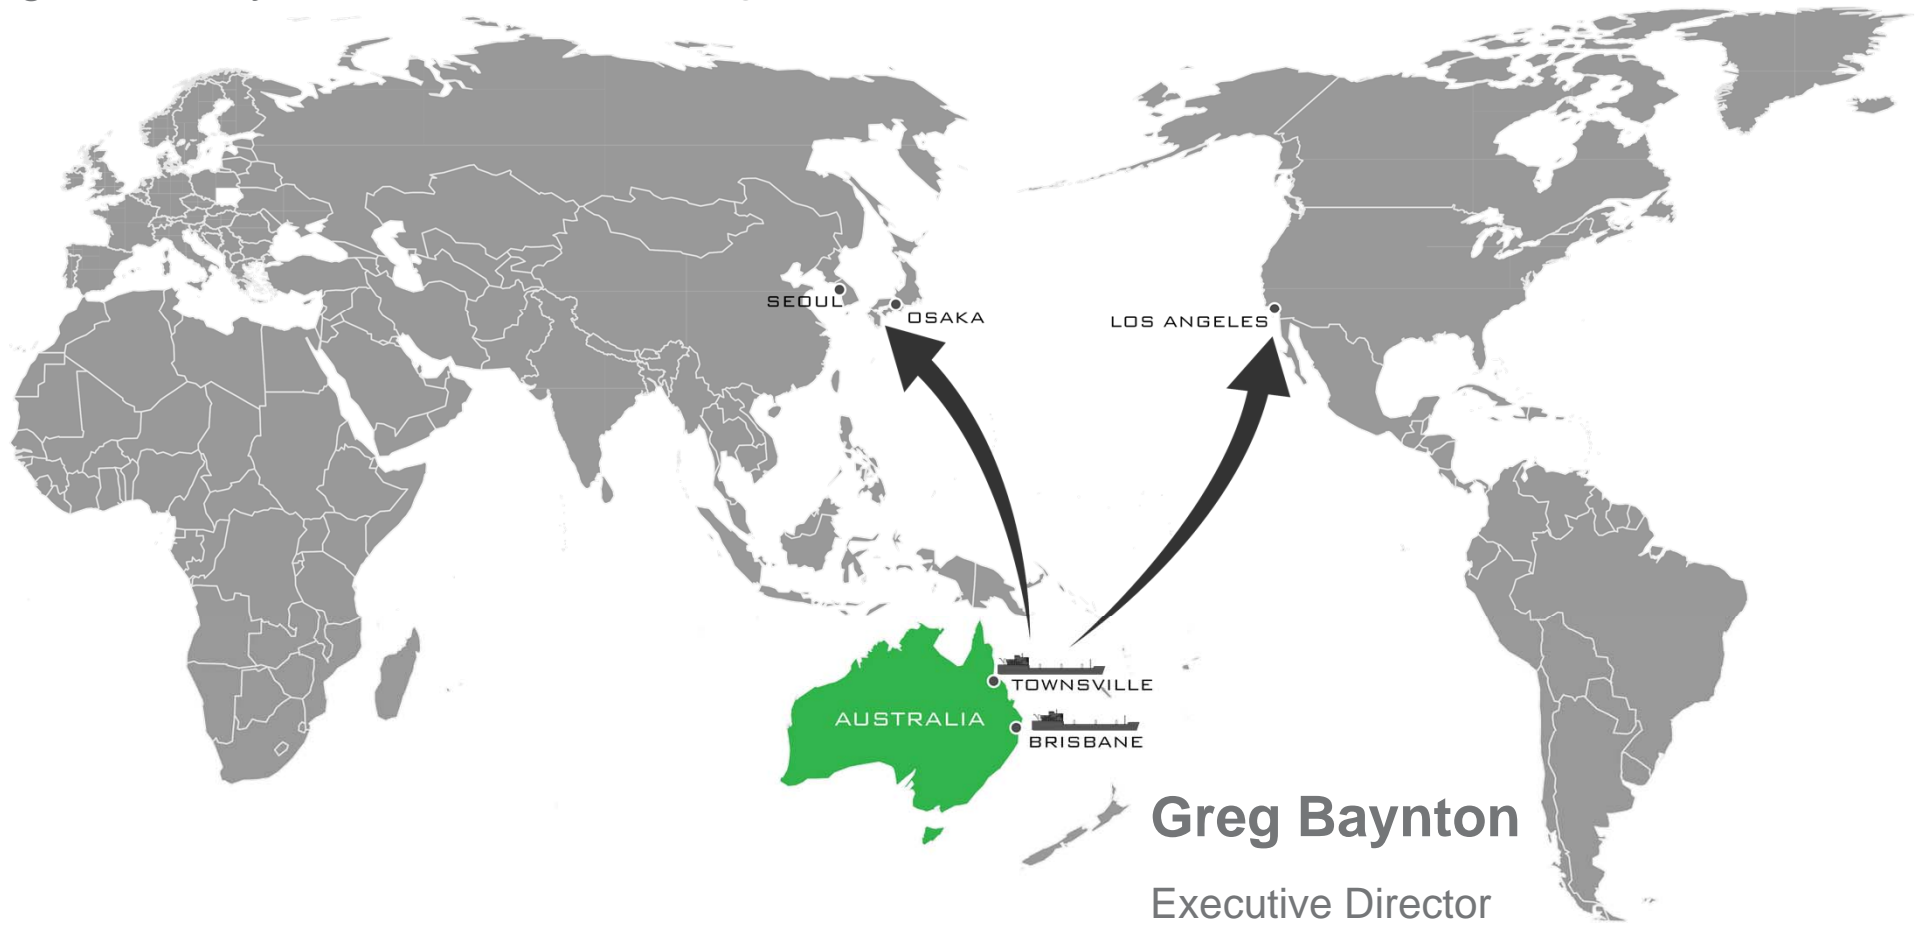 SEOUL
OSAKA
LOS ANGELES
TOWNSVILLE
AUSTRALIA
BRISBANE
Greg Baynton
Executive Director